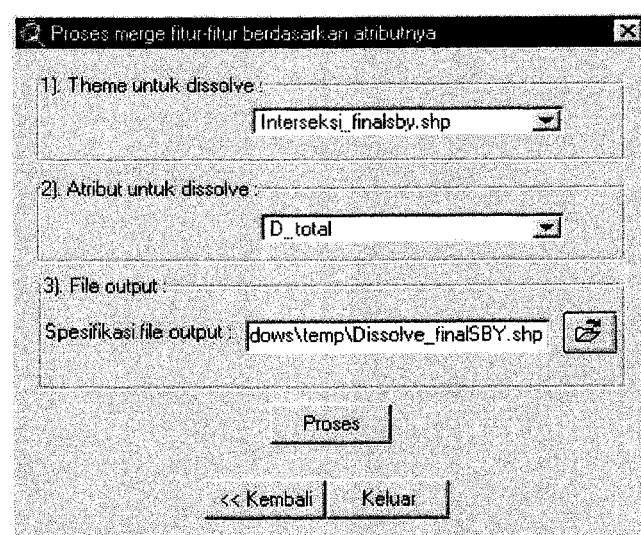 Proses merge fitur-fitur berdasarkan atributnya
1). Theme untuk dissolve :
Interseksi_finalsby.shp
2). Atribut untuk dissolve :
D_total
3). File output :
Spesifikasi file output : dows\temp\Dissolve_finalSBY.shp
Proses
<< Kembali Keluar